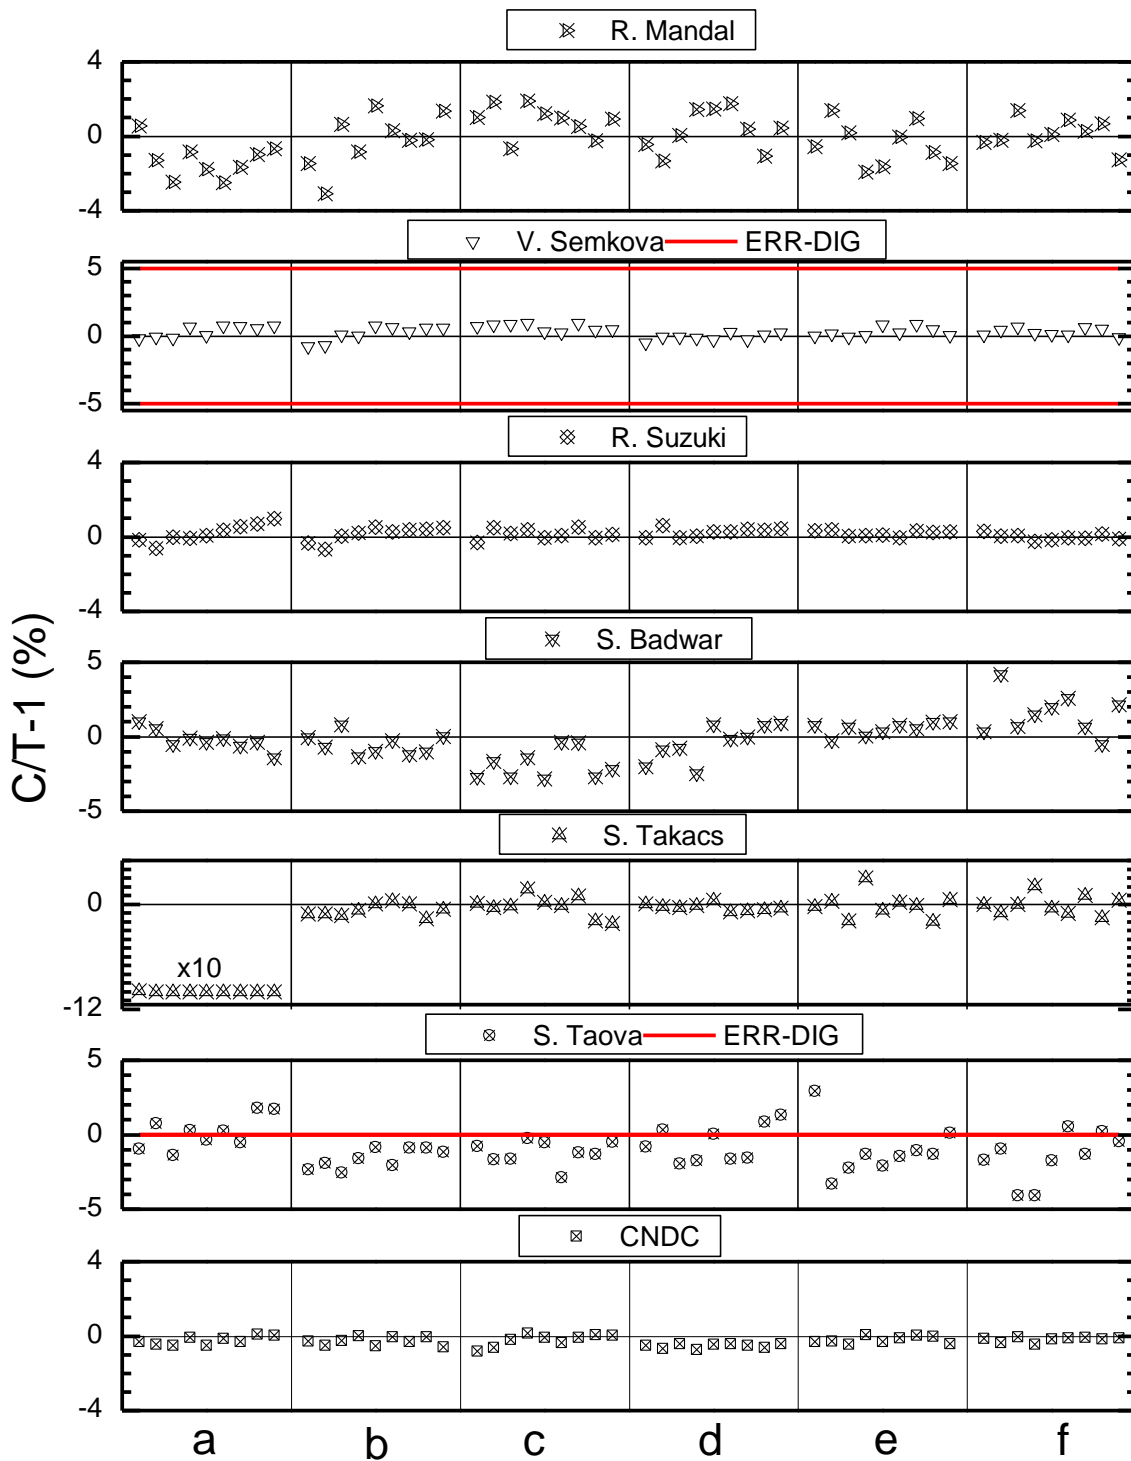 R. Mandal
4
0
-4
V. Semkova ERR-DIG
5
0
-5
R. Suzuki
4
0
-4
S. Badwar
5
0
-5
C/T-1 (%)
S. Takacs
0
x10
-12
S. Taova ERR-DIG
5
0
-5
CNDC
4
0
-4
a b c d e f